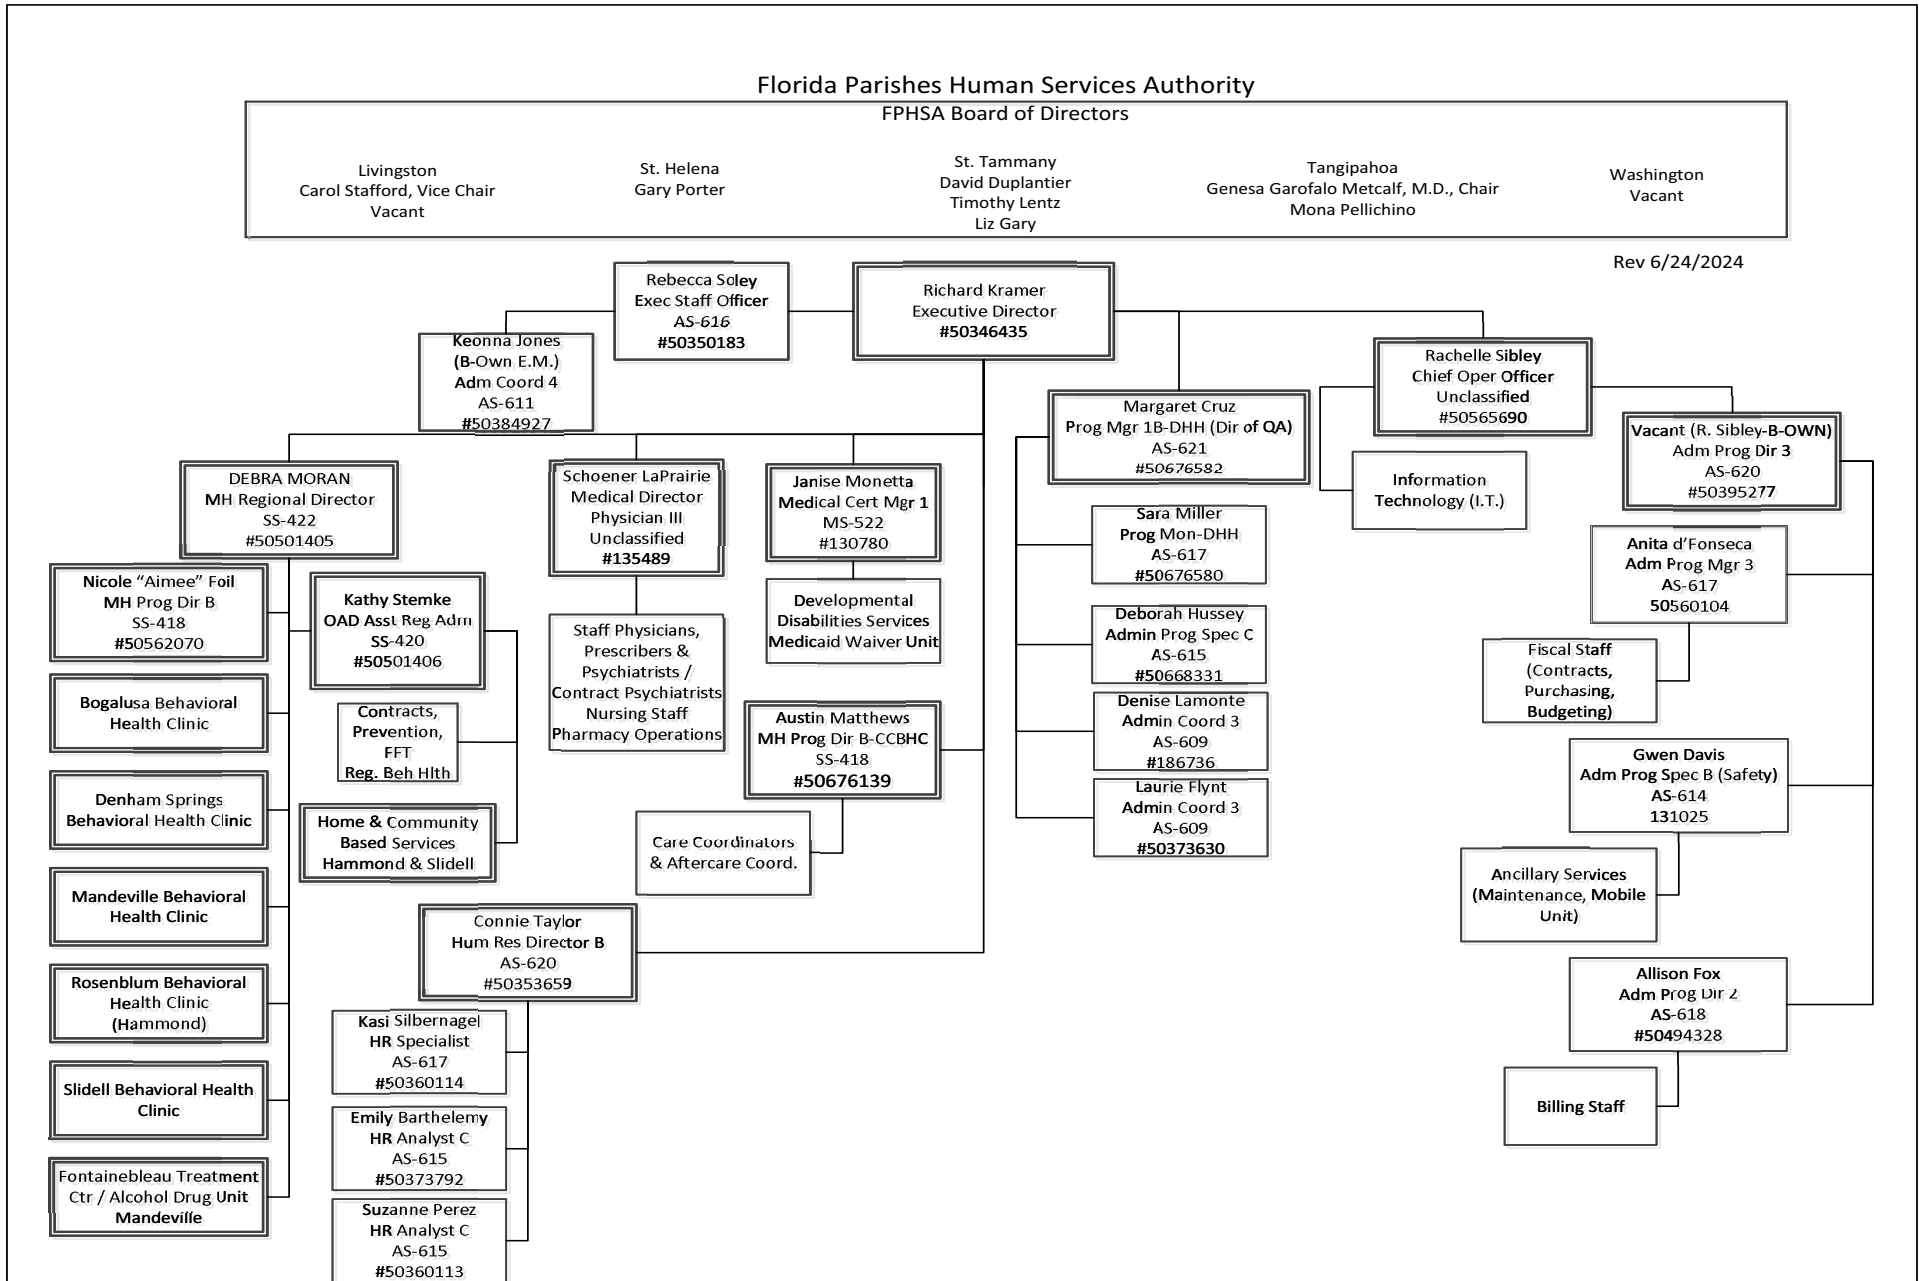 Florida Parishes Human Services Authority
FPHSA Board of Directors
Livingston
Carol Stafford, Vice Chair
Vacant
St. Helena
Gary Porter
St. Tammany
David Duplantier
Timothy Lentz
Liz Gary
Tangipahoa
Genesa Garofalo Metcalf, M.D., Chair
Mona Pellichino
Washington
Vacant
Rev 6/24/2024
Rebecca Soley
Exec Staff Officer
AS-616
#50350183
Richard Kramer
Executive Director
#50346435
Keonna Jones
(B-Own E.M.)
Adm Coord 4
AS-611
#50384927
Rachelle Sibley
Chief Oper Officer
Unclassified
#50565690
Margaret Cruz
Prog Mgr 1B-DHH (Dir of QA)
AS-621
#50676582
Vacant (R. Sibley-B-OWN)
Adm Prog Dir 3
AS-620
#50395277
Information
Technology (I.T.)
DEBRA MORAN
MH Regional Director
SS-422
#50501405
Schoener LaPrairie
Medical Director
Physician III
Unclassified
#135489
Janise Monetta
Medical Cert Mgr 1
MS-522
#130780
Sara Miller
Prog Mon-DHH
AS-617
#50676580
Anita d'Fonseca
Adm Prog Mgr 3
AS-617
50560104
Nicole “Aimee” Foil
MH Prog Dir B
SS-418
#50562070
Kathy Stemke
OAD Asst Reg Adm
SS-420
#50501406
Staff Physicians,
Prescribers &
Psychiatrists /
Contract Psychiatrists
Nursing Staff
Pharmacy Operations
Developmental
Disabilities Services
Medicaid Waiver Unit
Deborah Hussey
Admin Prog Spec C
AS-615
#50668331
Fiscal Staff
(Contracts,
Purchasing,
Budgeting)
Bogalusa Behavioral
Health Clinic
Contracts,
Prevention,
FFT
Reg. Beh Hlth
Austin Matthews
MH Prog Dir B-CCBHC
SS-418
#50676139
Denise Lamonte
Admin Coord 3
AS-609
#186736
Gwen Davis
Adm Prog Spec B (Safety)
AS-614
131025
Denham Springs
Behavioral Health Clinic
Home & Community
Based Services
Hammond & Slidell
Care Coordinators
& Aftercare Coord.
Laurie Flynt
Admin Coord 3
AS-609
#50373630
Ancillary Services
(Maintenance, Mobile
Unit)
Mandeville Behavioral
Health Clinic
Connie Taylor
Hum Res Director B
AS-620
#50353659
Allison Fox
Adm Prog Dir 2
AS-618
#50494328
Rosenblum Behavioral
Health Clinic
(Hammond)
Kasi Silbernagel
HR Specialist
AS-617
#50360114
Billing Staff
Slidell Behavioral Health
Clinic
Emily Barthelemy
HR Analyst C
AS-615
#50373792
Fontainebleau Treatment
Ctr / Alcohol Drug Unit
Mandeville
Suzanne Perez
HR Analyst C
AS-615
#50360113